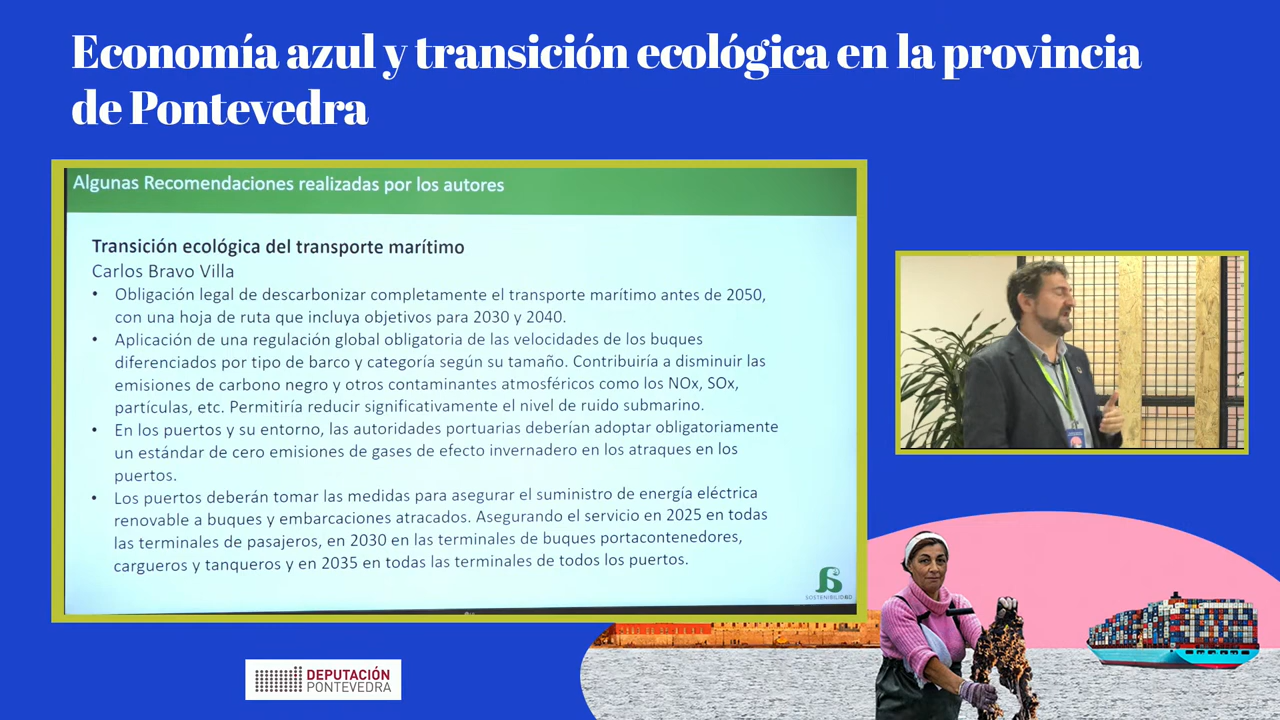 Economía azul y transición ecológica en la provincia
de Pontevedra
Algunas Recomendaciones realizadas por los autores
Transición ecológica del transporte marítimo
Carlos Bravo Villa
• Obligación legal de descarbonizar completamente el transporte marítimo antes de 2050,
con una hoja de ruta que incluya objetivos para 2030 y 2040.
• Aplicación de una regulación global obligatoria de las velocidades de los buques
diferenciados por tipo de barco y categoría según su tamaño. Contribuiría a disminuir las
emisiones de carbono negro y otros contaminantes atmosféricos como los NOx, SOx,
partículas, etc. Permitiría reducir significativamente el nivel de ruido submarino.
• En los puertos y su entorno, las autoridades portuarias deberían adoptar obligatoriamente
un estándar de cero emisiones de gases de efecto invernadero en los atraques en los
puertos.
• Los puertos deberán tomar las medidas para asegurar el suministro de energía eléctrica
renovable a buques y embarcaciones atracados. Asegurando el servicio en 2025 en todas
las terminales de pasajeros, en 2030 en las terminales de buques portacontenedores,
cargueros y tanqueros y en 2035 en todas las terminales de todos los puertos.
DEPUTACIÓN
PONTEVEDRA